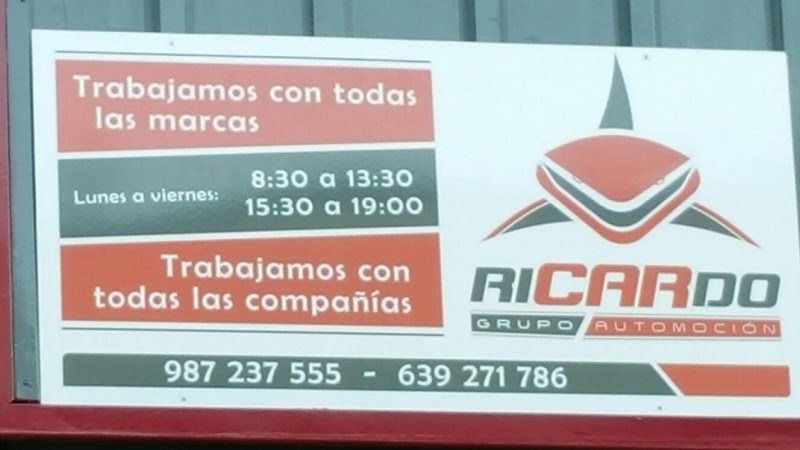 Trabajamos con todas
las marcas
Lunes a viernes:
8:30 a 13:30
15:30 a 19:00
Trabajamos con
todas las compañías
RICARDO
GRUPO AUTOMOCIÓN
987 237 555 - 639 271 786